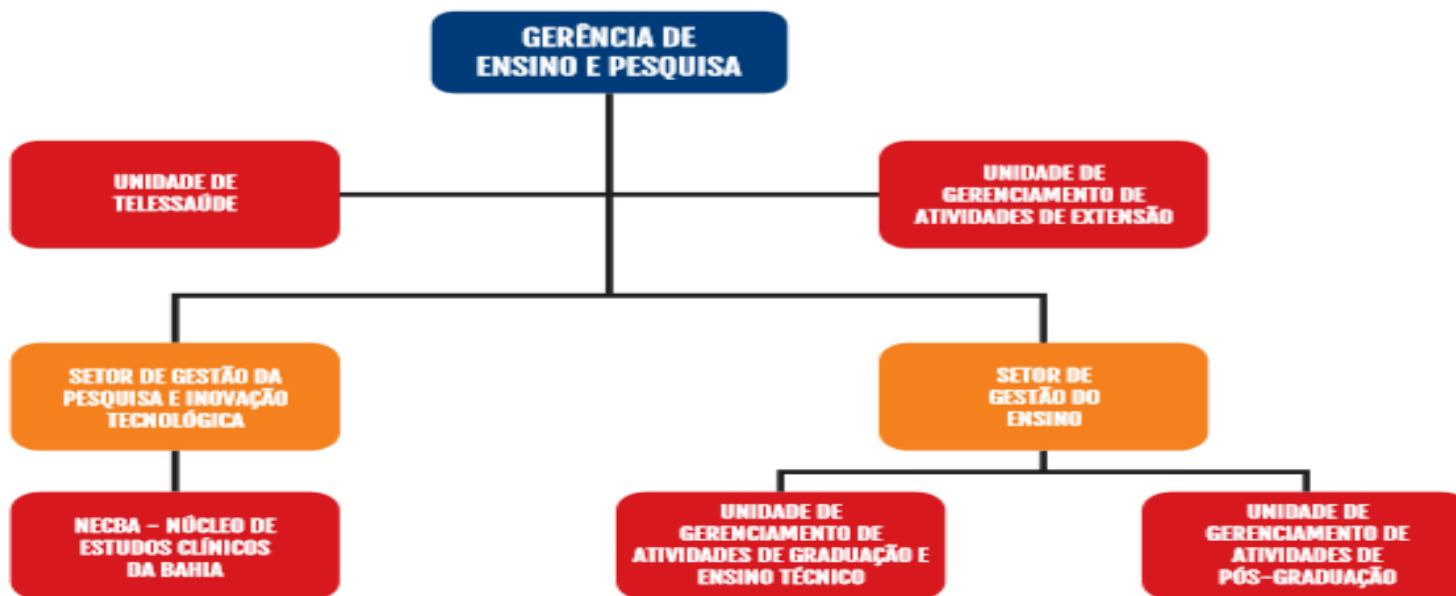 GERÊNCIA DE
ENSINO E PESQUISA
UNIDADE DE
TELESSAÚDE
UNIDADE DE
GERENCIAMENTO DE
ATIVIDADES DE EXTENSÃO
SETOR DE GESTÃO DA
PESQUISA E INOVAÇÃO
TECNOLÓGICA
SETOR DE
GESTÃO DO
ENSINO
NECBA – NÚCLEO DE
ESTUDOS CLÍNICOS
DA BAHIA
UNIDADE DE
GERENCIAMENTO DE
ATIVIDADES DE GRADUAÇÃO E
ENSINO TÉCNICO
UNIDADE DE
GERENCIAMENTO DE
ATIVIDADES DE
PÓS-GRADUAÇÃO